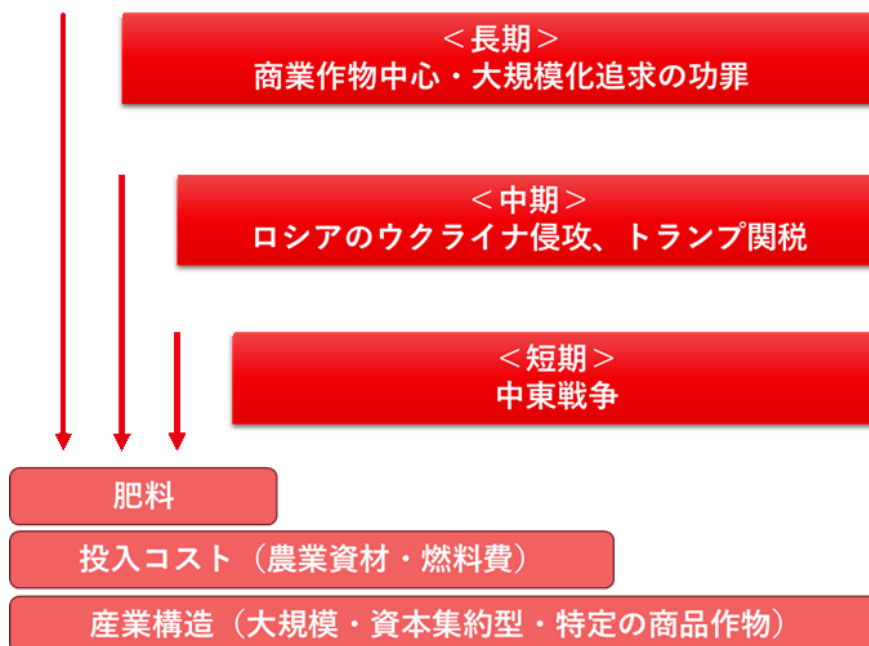 ＜長期＞
商業作物中心・大規模化追求の功罪
＜中期＞
ロシアのウクライナ侵攻、トランプ関税
＜短期＞
中東戦争
肥料
投入コスト（農業資材・燃料費）
産業構造（大規模・資本集約型・特定の商品作物）